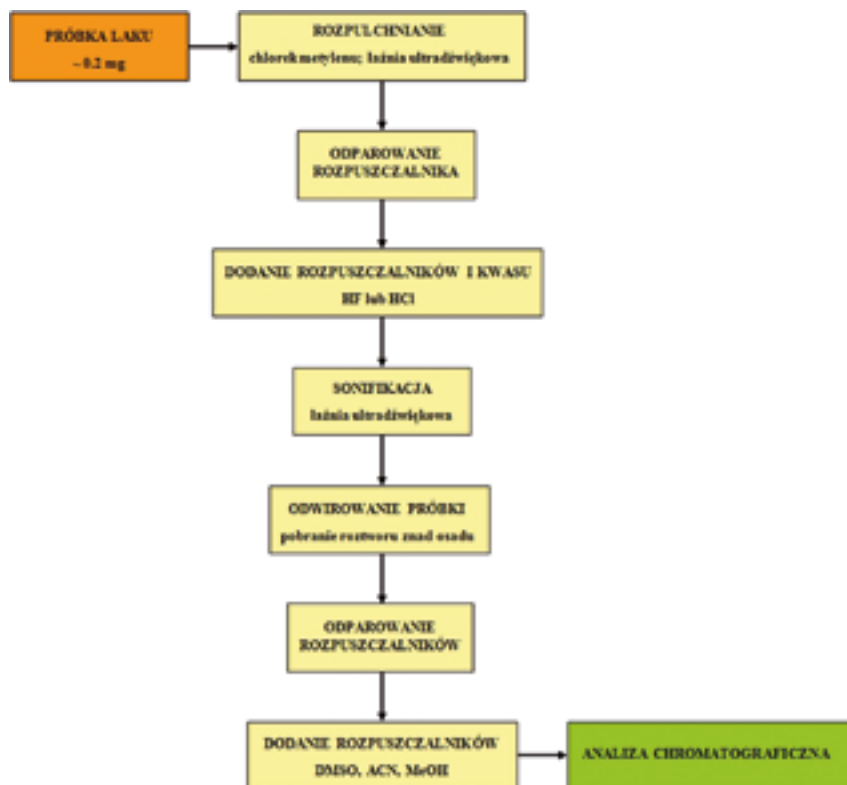 PRÓBKA LAKU
~ 0.2 mg
ROZPULCHNIANIE
chlorek metylenu; łaźnia ultradźwiękowa
ODPAROWANIE
ROZPUSZCZALNIKA
DODANIE ROZPUSZCZALNIKÓW I KWASU
HF lub HCl
SONIFIKACJA
łaźnia ultradźwiękowa
ODWIROWANIE PRÓBKI
pobranie roztworu znad osadu
ODPAROWANIE
ROZPUSZCZALNIKÓW
DODANIE ROZPUSZCZALNIKÓW
DMSO, ACN, MeOH
ANALIZA CHROMATOGRAFICZNA